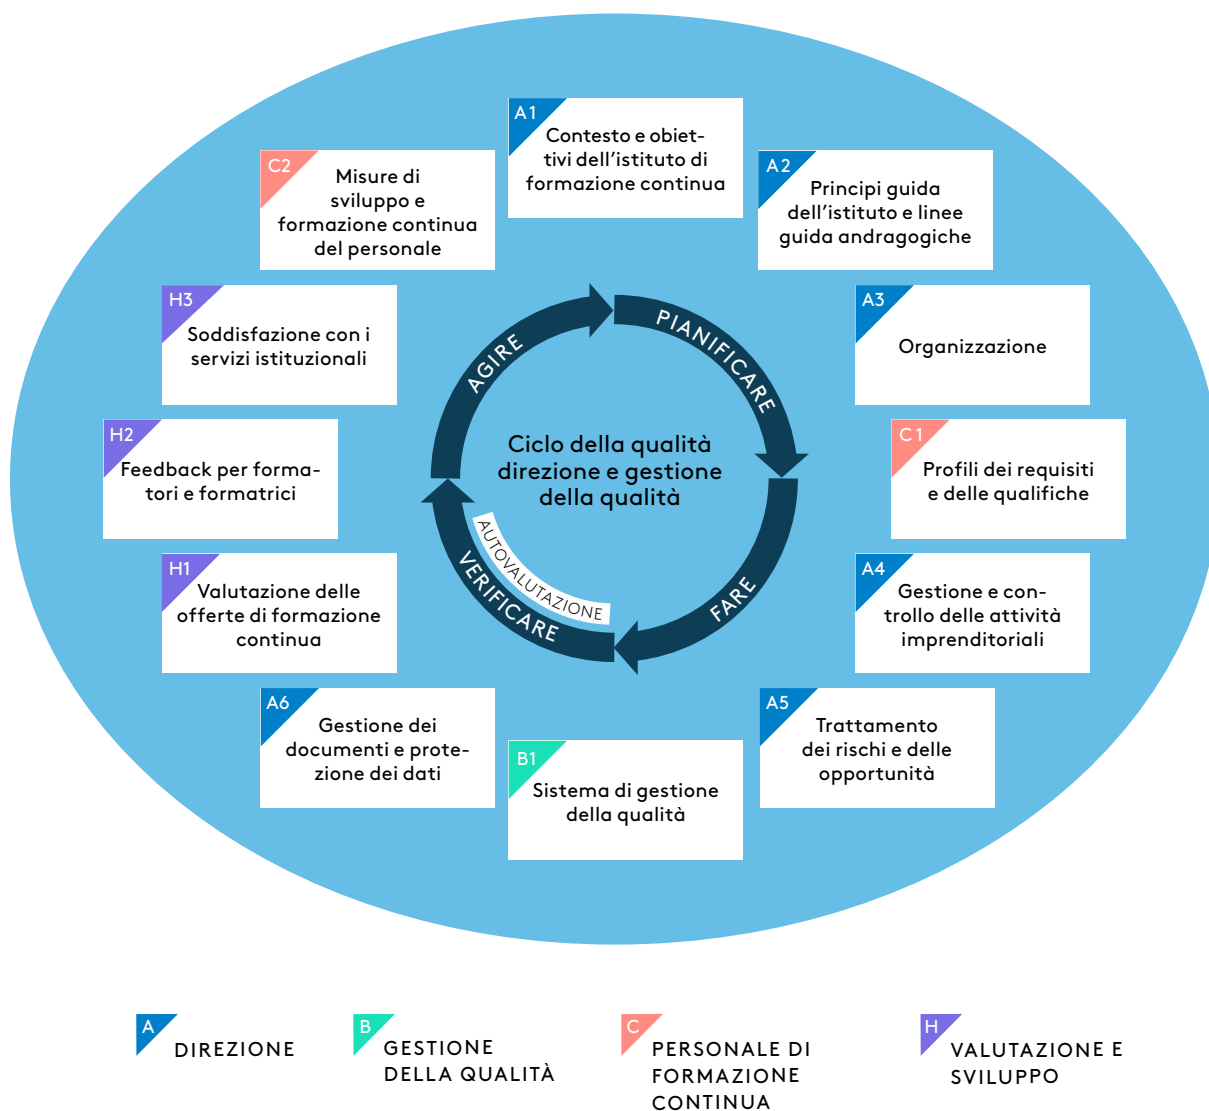 A1
Contesto e obiet-
tivi dell'istituto di
formazione continua
A2
Principi guida
dell'istituto e linee
guida andragogiche
A3
Organizzazione
C1
Profili dei requisiti
e delle qualifiche
A4
Gestione e con-
trollo delle attività
imprenditoriali
A5
Trattamento
dei rischi e delle
opportunità
B1
Sistema di gestione
della qualità
A6
Gestione dei
documenti e prote-
zione dei dati
H1
Valutazione delle
offerte di formazione
continua
H2
Feedback per forma-
tori e formatrici
H3
Soddisfazione con i
servizi istituzionali
C2
Misure di
sviluppo e
formazione continua
del personale
PIANIFICARE
FARE
VERIFICARE
AUTOVALUTAZIONE
AGIRE
Ciclo della qualità
direzione e gestione
della qualità
A
DIREZIONE
B
GESTIONE
DELLA QUALITÀ
C
PERSONALE DI
FORMAZIONE
CONTINUA
H
VALUTAZIONE E
SVILUPPO